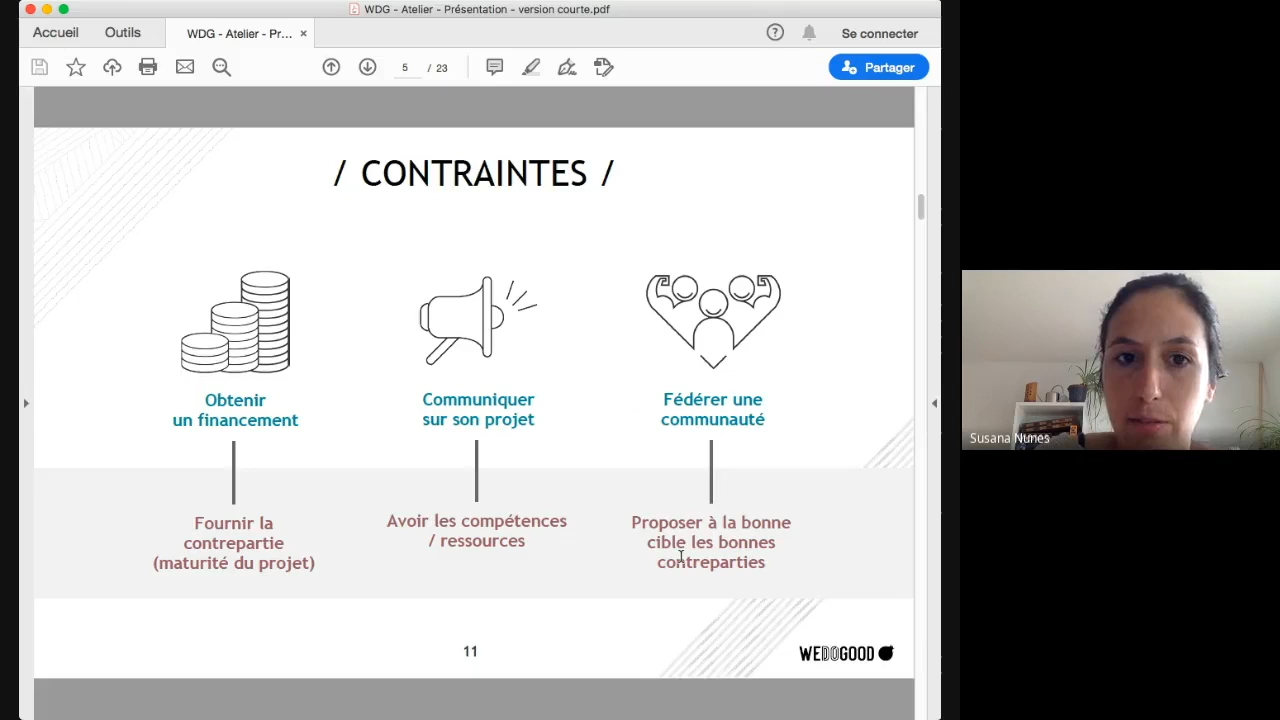 WDG - Atelier - Présentation - version courte.pdf
Accueil
Outils
WDG - Atelier - Pr... ×
?
Se connecter
5 / 23
Partager
/ CONTRAINTES /
Obtenir
un financement
Communiquer
sur son projet
Fédérer une
communauté
Fournir la
contrepartie
(maturité du projet)
Avoir les compétences
/ ressources
Proposer à la bonne
cible les bonnes
contreparties
11
WEDOGOOD
Susana Nunes